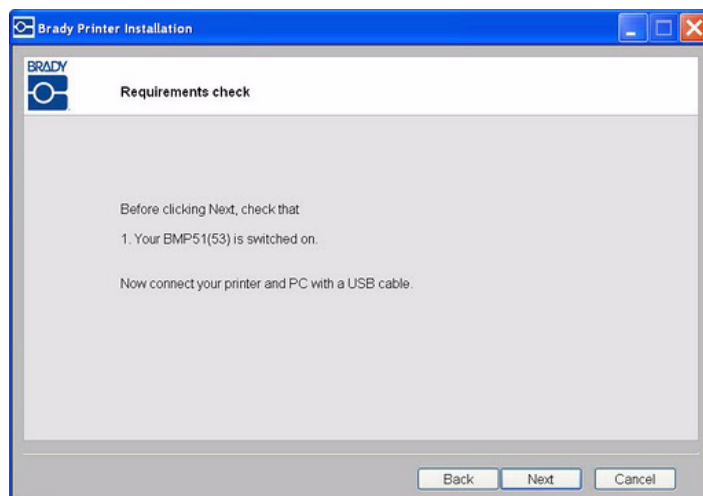 Brady Printer Installation
BRADY
Requirements check
Before clicking Next, check that
1. Your BMP51(53) is switched on.
Now connect your printer and PC with a USB cable.
Back Next Cancel